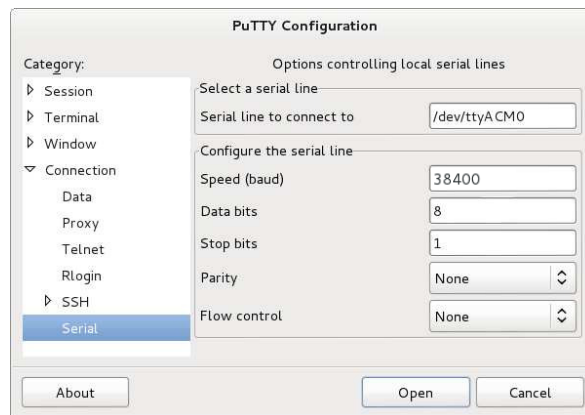 PuTTY Configuration
Category:
Session
Terminal
Window
Connection
Data
Proxy
Telnet
Rlogin
SSH
Serial
Options controlling local serial lines
Select a serial line
Serial line to connect to /dev/ttyACM0
Configure the serial line
Speed (baud) 38400
Data bits 8
Stop bits 1
Parity None
Flow control None
About Open Cancel